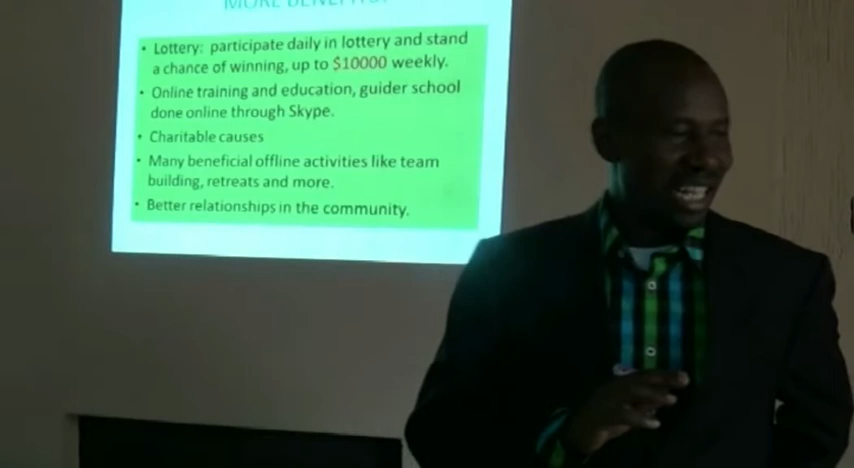 MORE BENEFITS:
• Lottery: participate daily in lottery and stand
a chance of winning, up to $10000 weekly.
• Online training and education, guider school
done online through Skype.
• Charitable causes
• Many beneficial offline activities like team
building, retreats and more.
• Better relationships in the community.